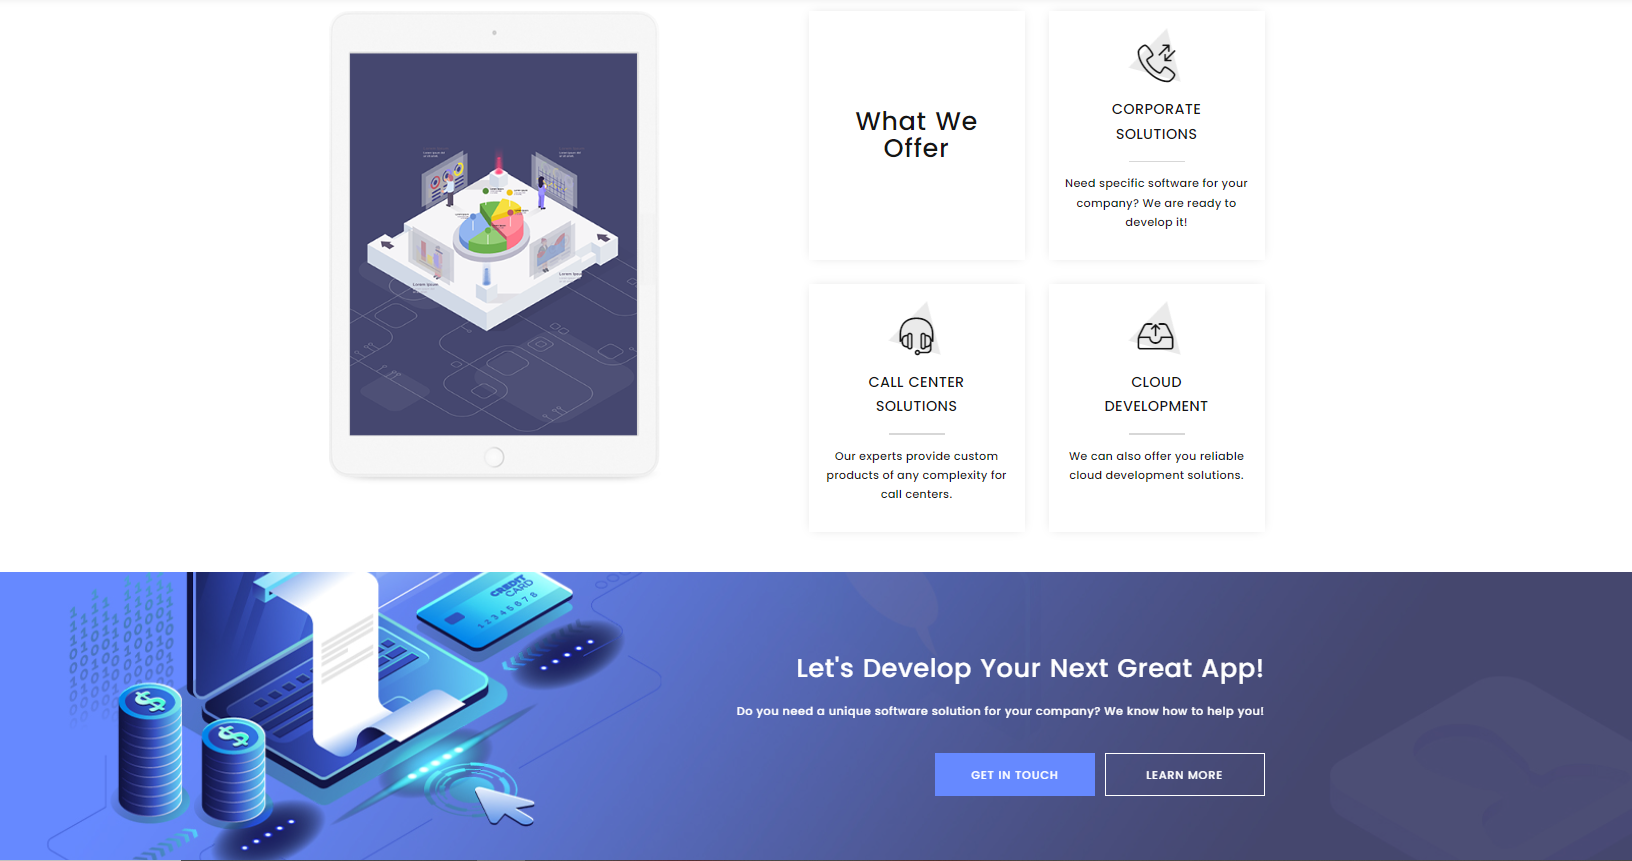 What We
Offer
CORPORATE
SOLUTIONS
Need specific software for your
company? We are ready to
develop it!
CALL CENTER
SOLUTIONS
Our experts provide custom
products of any complexity for
call centers.
CLOUD
DEVELOPMENT
We can also offer you reliable
cloud development solutions.
CREDIT
CARD
12345678
Let's Develop Your Next Great App!
Do you need a unique software solution for your company? We know how to help you!
GET IN TOUCH
LEARN MORE